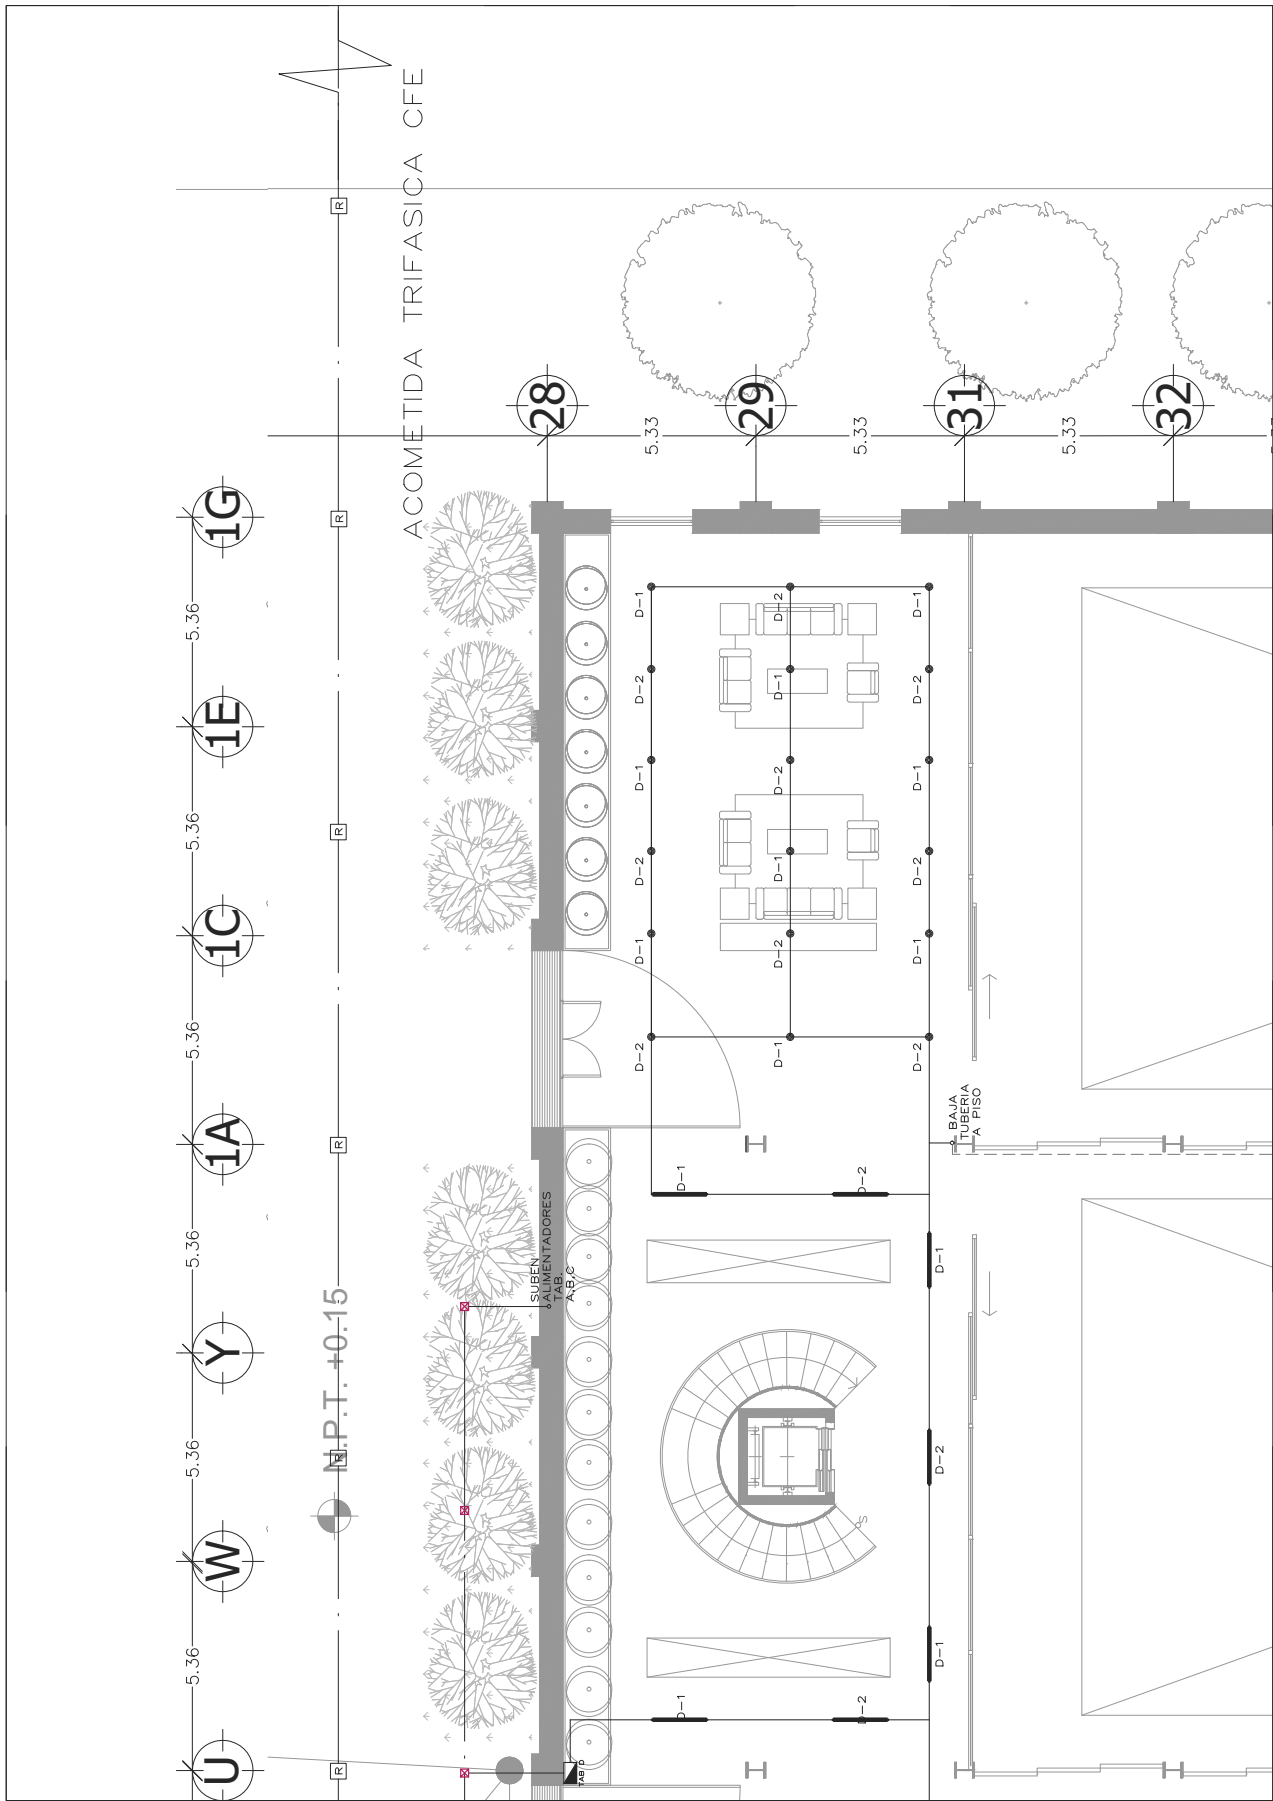 ACOMETIDA TRIFASICA CFE
R
R
R
R
R
R
28
29
31
32
5.33
5.33
5.33
1G
5.36
1E
5.36
1C
5.36
1A
5.36
Y
5.36
W
5.36
U
N.P.T. +0.15
D-1
D-2
D-1
D-2
D-1
D-2
D-1
D-2
D-1
D-2
D-1
D-2
D-1
D-2
D-1
D-2
D-1
D-2
BAJA
TUBERIA
A PISO
D-1
D-2
D-1
SUBEN
ALIMENTADORES
TAB.
A,B,C
D-2
S
D-1
D-1
D-2
TAB D